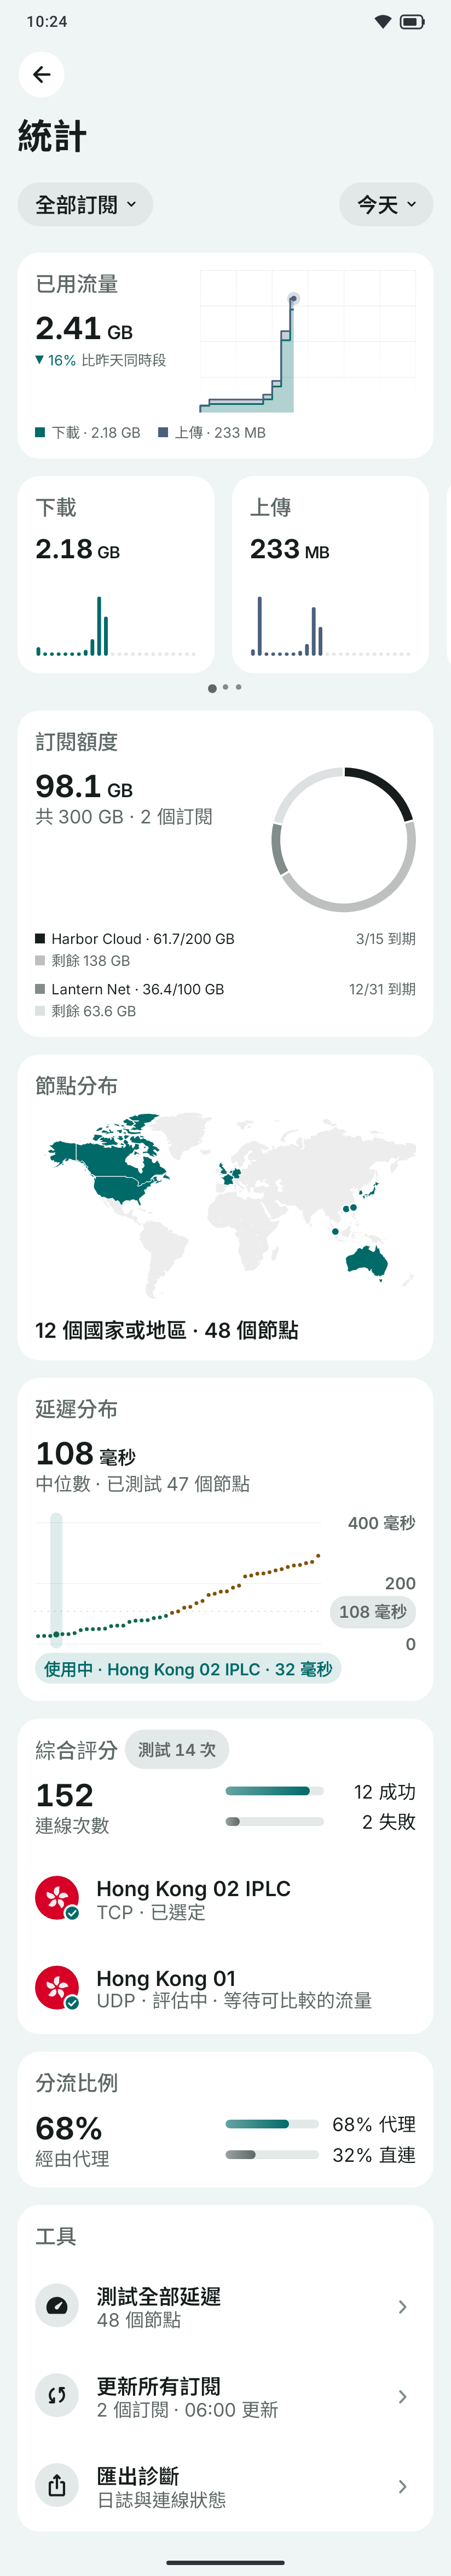 10:24
統計
全部訂閱
今天
已用流量
2.41 GB
▼ 16% 比昨天同時段
下載 · 2.18 GB
上傳 · 233 MB
下載
2.18 GB
上傳
233 MB
訂閱額度
98.1 GB
共 300 GB · 2 個訂閱
Harbor Cloud · 61.7/200 GB
3/15 到期
剩餘 138 GB
Lantern Net · 36.4/100 GB
12/31 到期
剩餘 63.6 GB
節點分布
12 個國家或地區 · 48 個節點
延遲分布
108 毫秒
中位數 · 已測試 47 個節點
400 毫秒
200
108 毫秒
0
使用中 · Hong Kong 02 IPLC · 32 毫秒
綜合評分
測試 14 次
152
連線次數
12 成功
2 失敗
Hong Kong 02 IPLC
TCP · 已選定
Hong Kong 01
UDP · 評估中 · 等待可比較的流量
分流比例
68%
經由代理
68% 代理
32% 直連
工具
測試全部延遲
48 個節點
更新所有訂閱
2 個訂閱 · 06:00 更新
匯出診斷
日誌與連線狀態